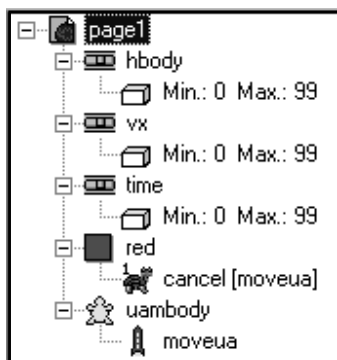 page1
hbody
Min.: 0 Max.: 99
vx
Min.: 0 Max.: 99
time
Min.: 0 Max.: 99
red
1 cancel [moveua]
uambody
moveua